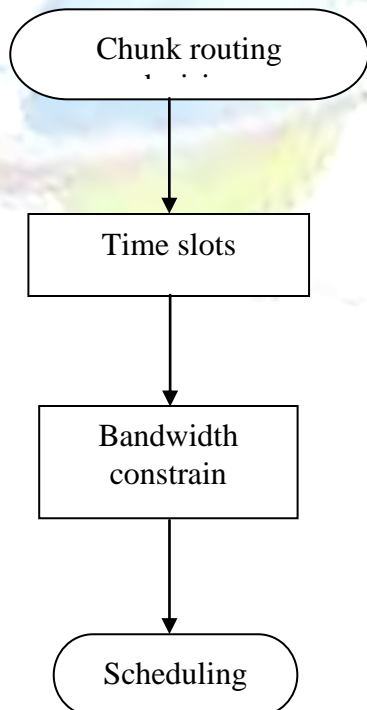 Chunk routing
Time slots
Bandwidth
constrain
Scheduling